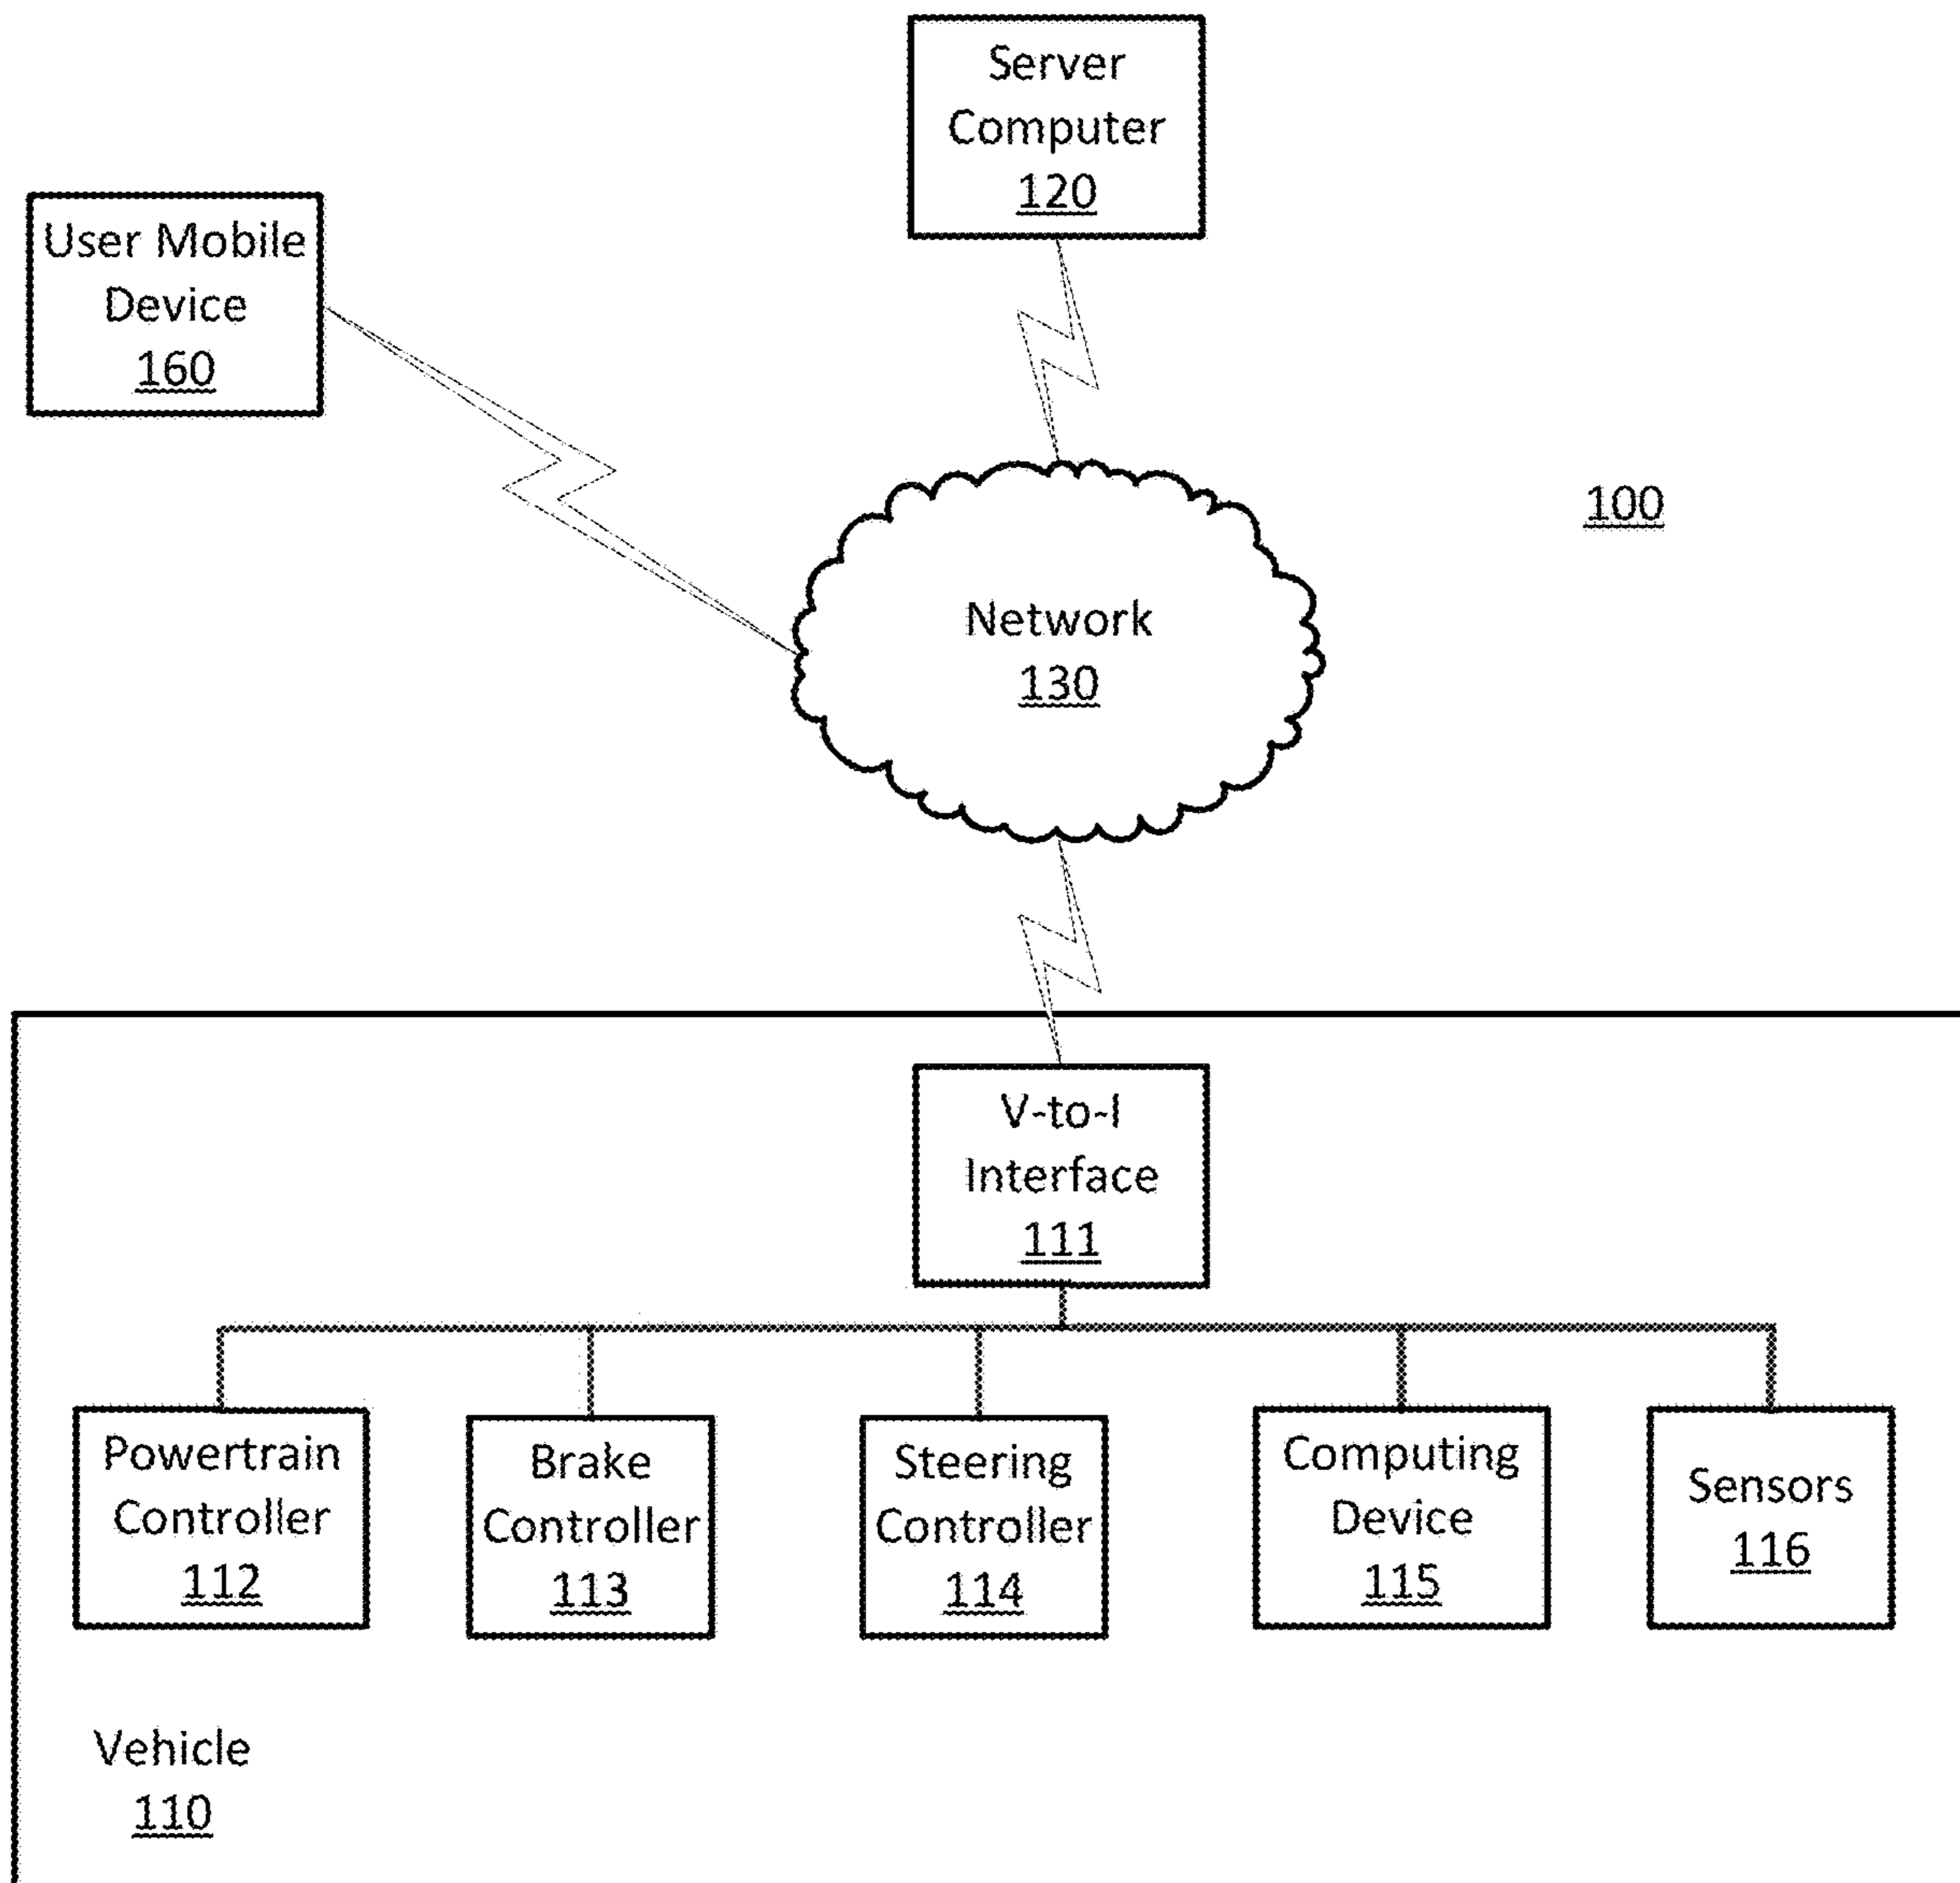 Server
Computer
120
User Mobile
Device
160
100
Network
130
V-to-I
Interface
111
Powertrain
Controller
112
Brake
Controller
113
Steering
Controller
114
Computing
Device
115
Sensors
116
Vehicle
110